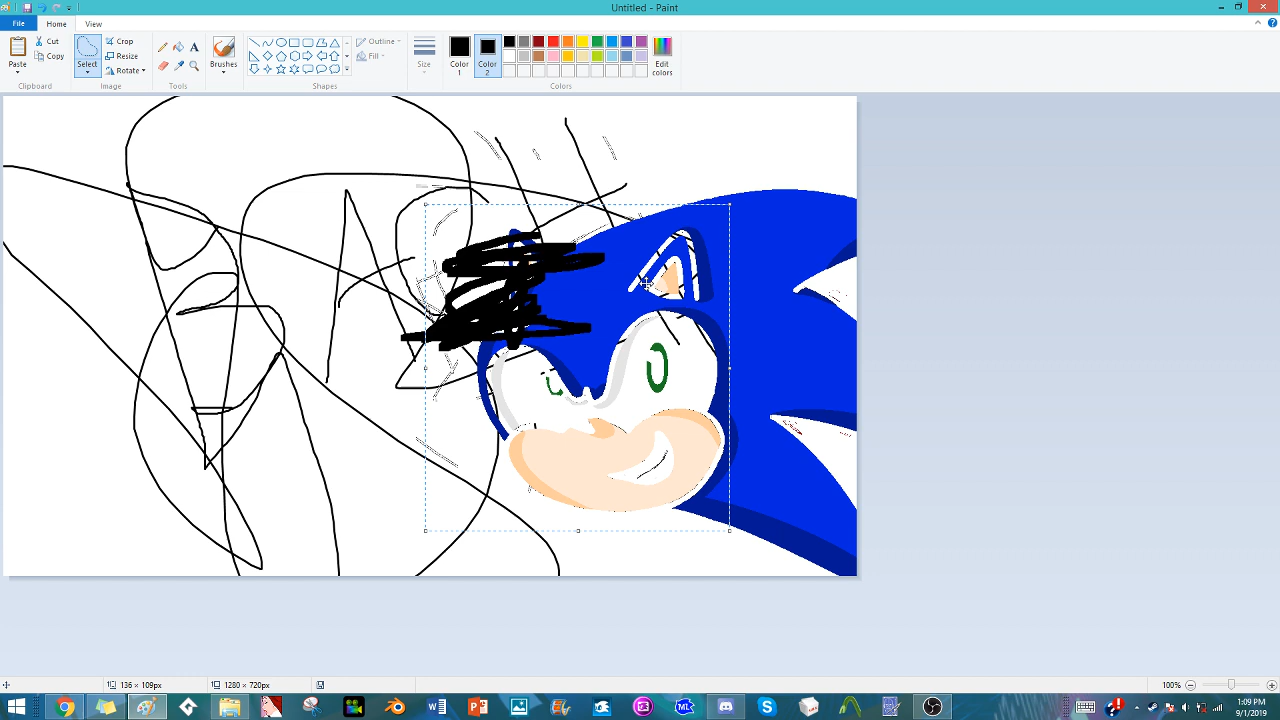 Untitled - Paint
File Home View
Paste
Cut
Copy
Clipboard
Select
Crop
Resize
Rotate
Image
A
Tools
Brushes
Outline
Fill
Shapes
Size
Color 1
Color 2
Edit colors
Colors
136 × 109px
1280 × 720px
100%
1:09 PM
9/1/2019